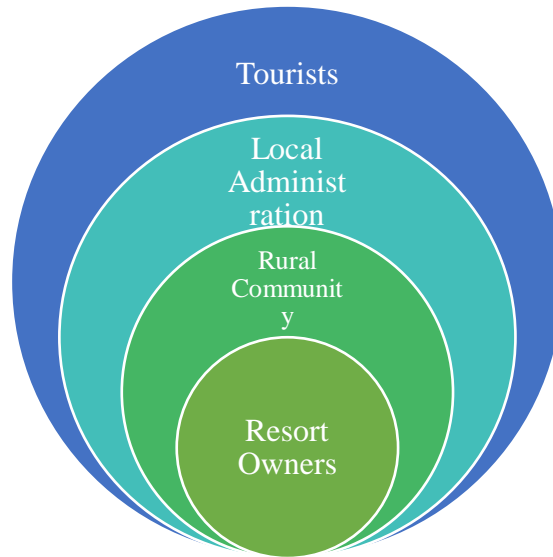 Tourists
Local
Administ
ration
Rural
Communit
y
Resort
Owners